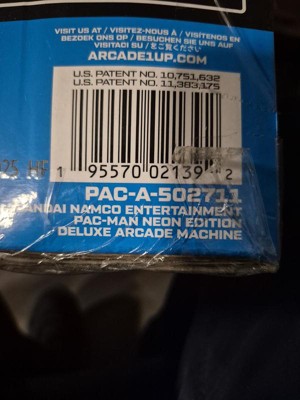 VISIT US AT / VISITEZ-NOUS À / VISÍTENOS EN
BEZOEK ONS OP / BESUCHEN SIE UNS AUF
VISITACI SU / をご覧ください
ARCADE1UP.COM
U.S. PATENT NO. 10,751,632
U.S. PATENT NO. 11,383,175
1 95570 02139 2
PAC-A-502711
BANDAI NAMCO ENTERTAINMENT
PAC-MAN NEON EDITION
DELUXE ARCADE MACHINE